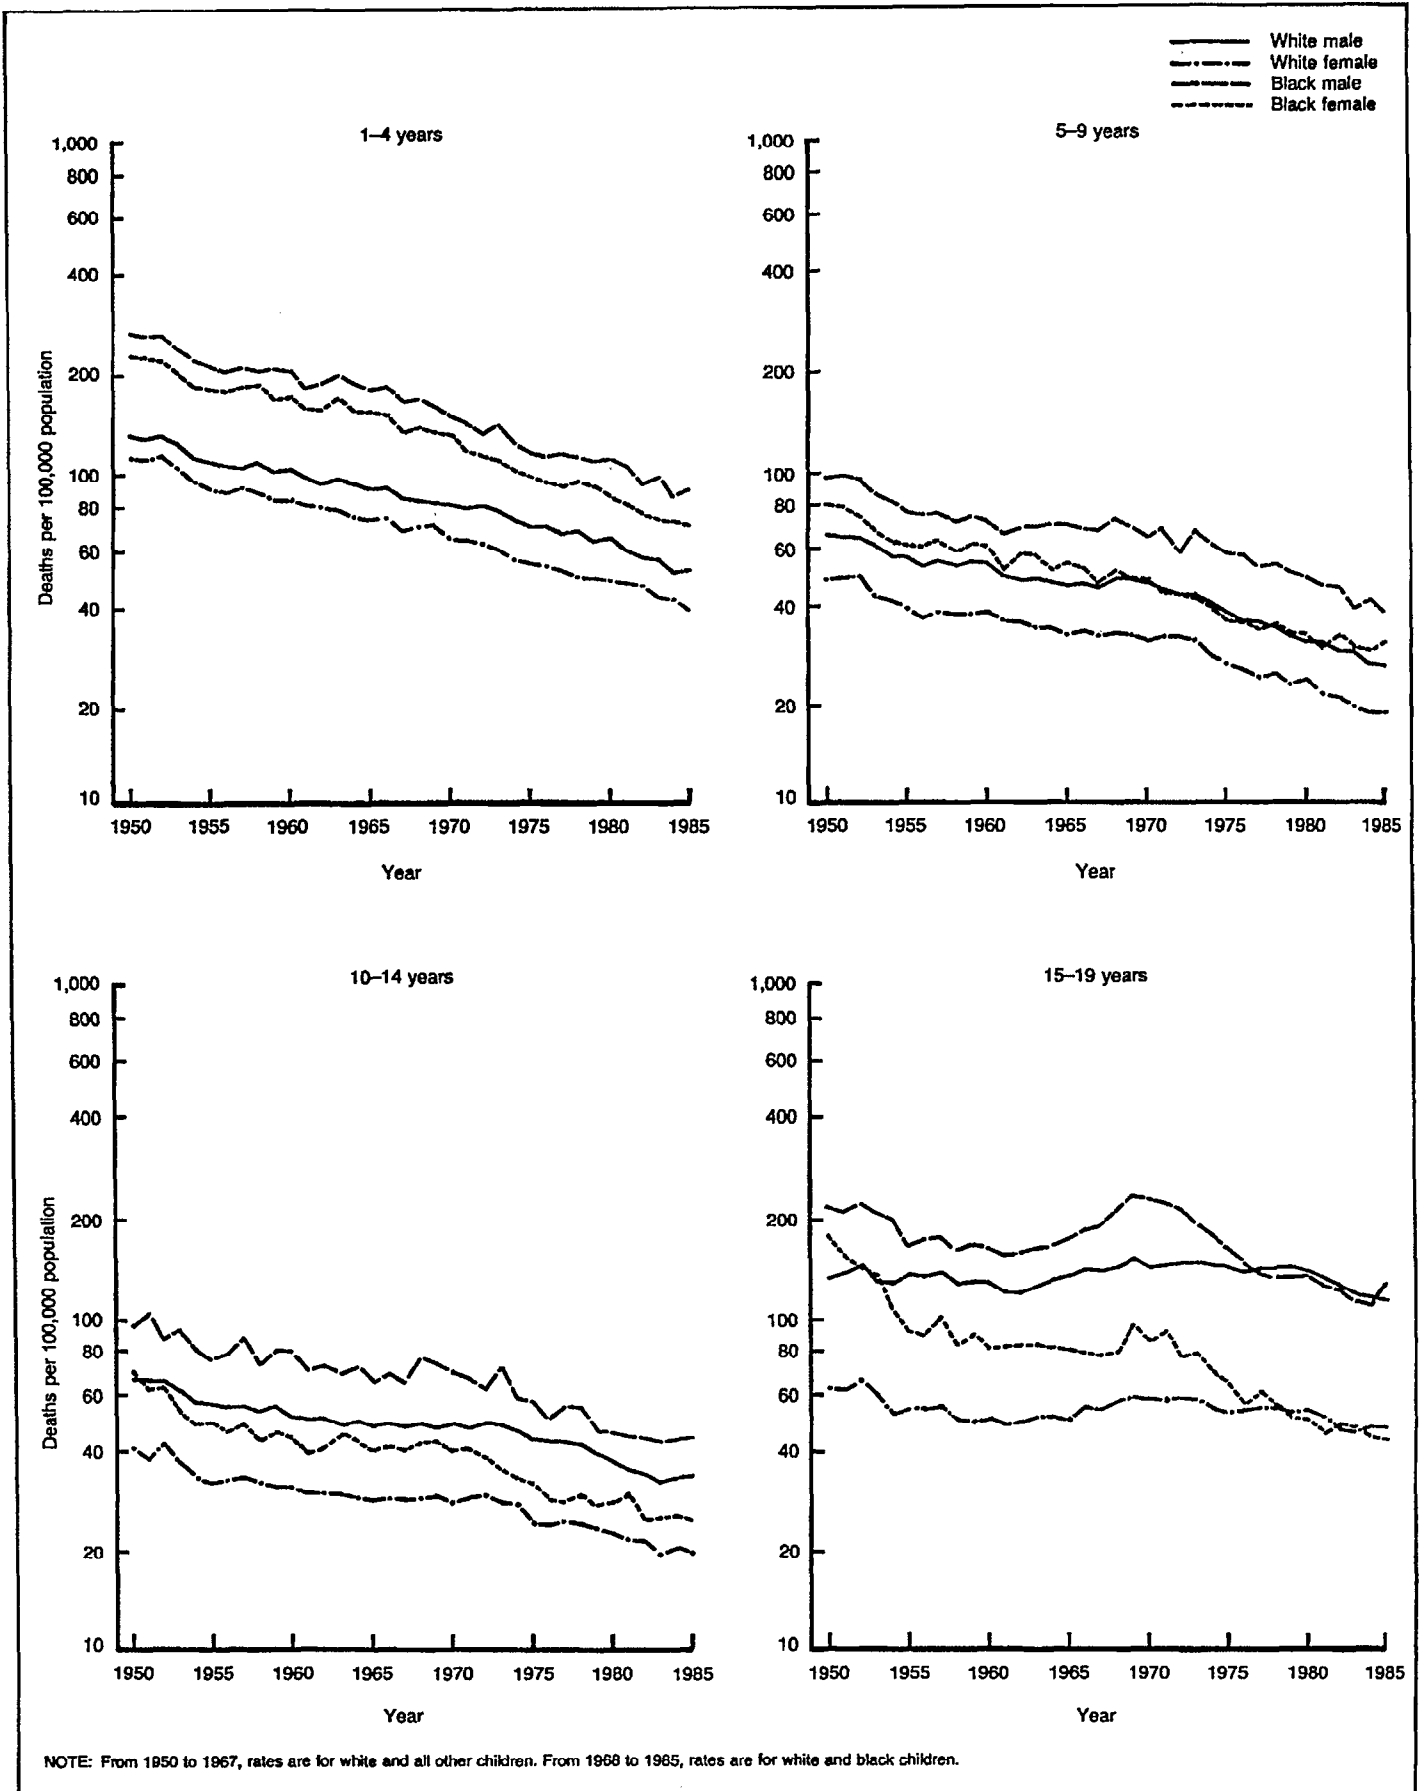 White male
White female
Black male
Black female
1–4 years
1,000
800
600
400
200
100
80
60
40
20
10
Deaths per 100,000 population
1950 1955 1960 1965 1970 1975 1980 1985
Year
5–9 years
1,000
800
600
400
200
100
80
60
40
20
10
1950 1955 1960 1965 1970 1975 1980 1985
Year
10–14 years
1,000
800
600
400
200
100
80
60
40
20
10
Deaths per 100,000 population
1950 1955 1960 1965 1970 1975 1980 1985
Year
15–19 years
1,000
800
600
400
200
100
80
60
40
20
10
1950 1955 1960 1965 1970 1975 1980 1985
Year
NOTE: From 1950 to 1967, rates are for white and all other children. From 1968 to 1985, rates are for white and black children.